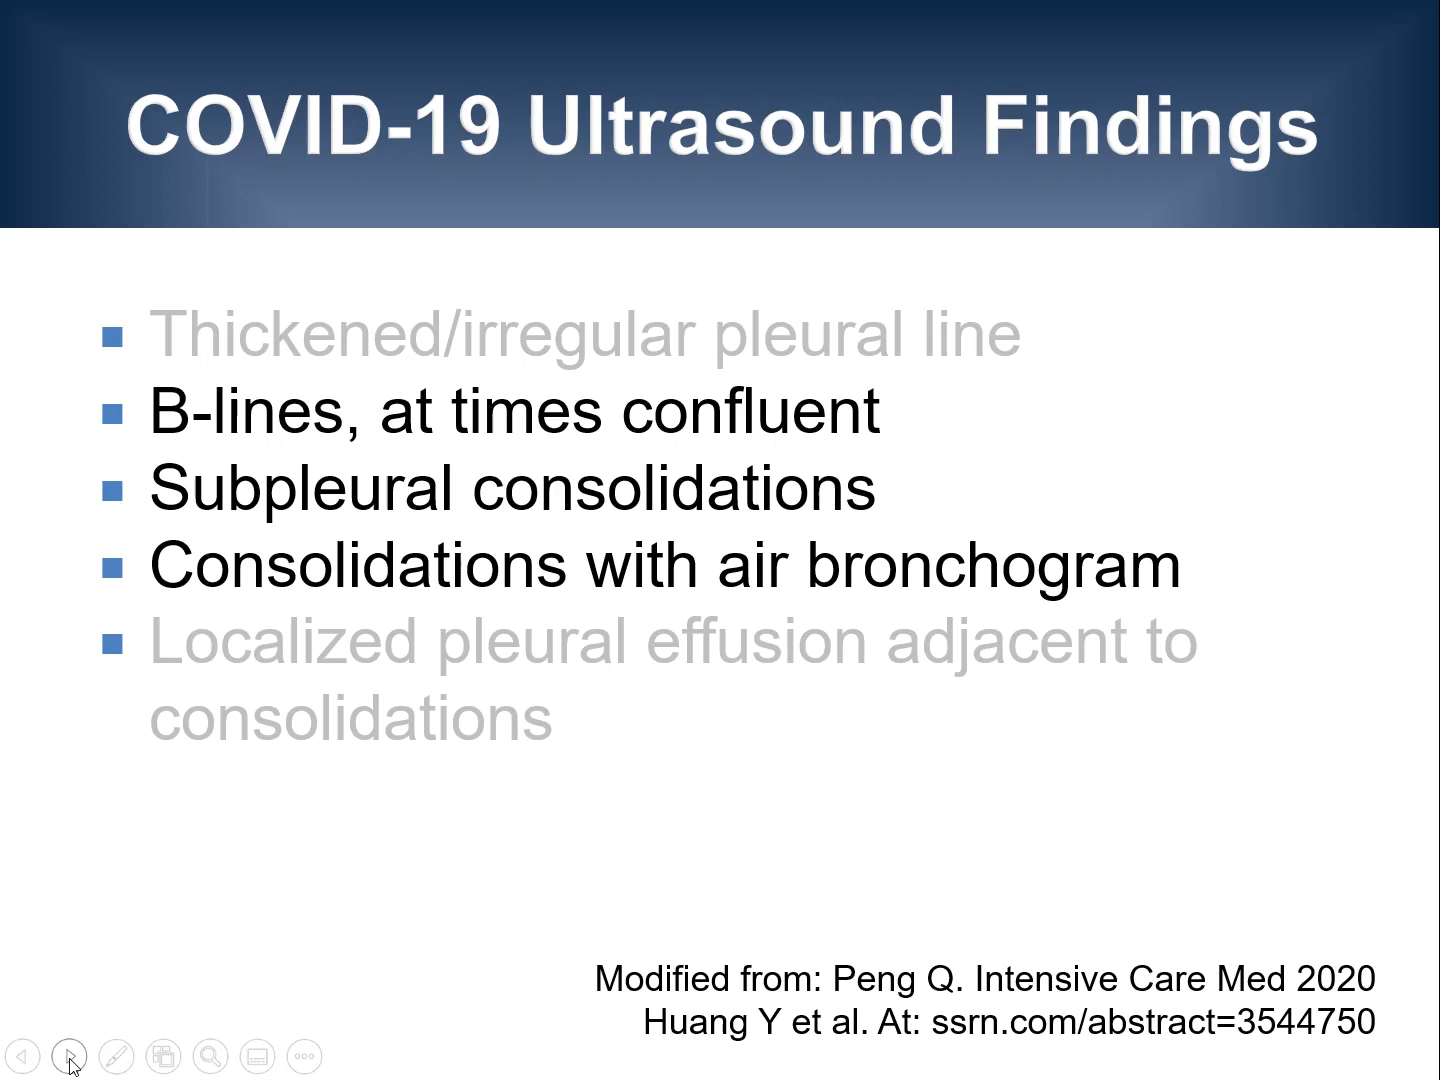 COVID-19 Ultrasound Findings
Thickened/irregular pleural line
B-lines, at times confluent
Subpleural consolidations
Consolidations with air bronchogram
Localized pleural effusion adjacent to
consolidations
Modified from: Peng Q. Intensive Care Med 2020
Huang Y et al. At: ssrn.com/abstract=3544750